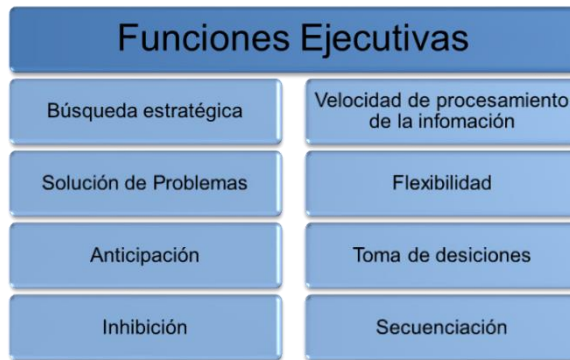 Funciones Ejecutivas
Búsqueda estratégica
Velocidad de procesamiento
de la infomación
Solución de Problemas
Flexibilidad
Anticipación
Toma de desiciones
Inhibición
Secuenciación